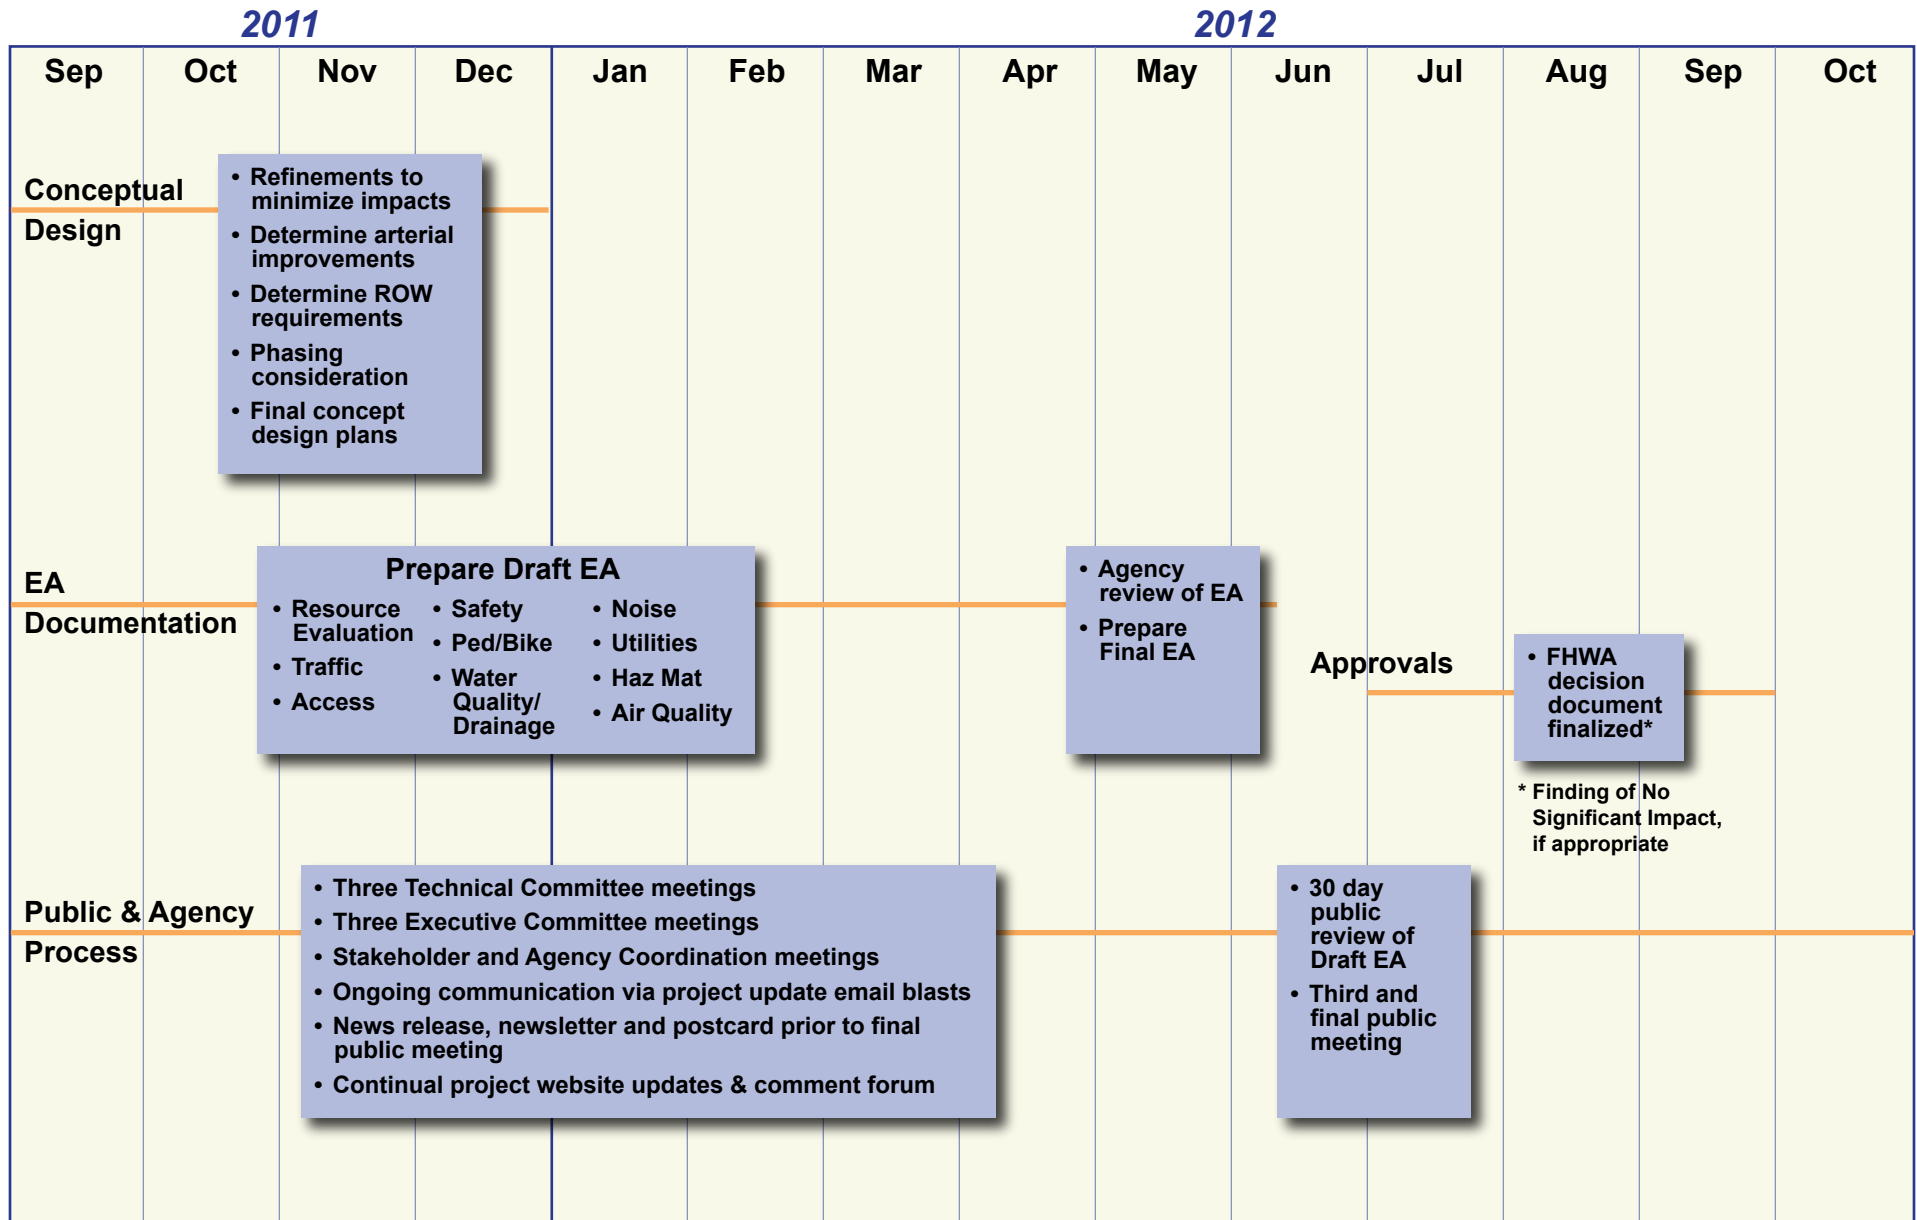 2011
2012
Sep Oct Nov Dec Jan Feb Mar Apr May Jun Jul Aug Sep Oct
Conceptual
Design
• Refinements to
minimize impacts
• Determine arterial
improvements
• Determine ROW
requirements
• Phasing
consideration
• Final concept
design plans
EA
Documentation
Prepare Draft EA
• Resource
Evaluation
• Traffic
• Access
• Safety
• Ped/Bike
• Water
Quality/
Drainage
• Noise
• Utilities
• Haz Mat
• Air Quality
• Agency
review of EA
• Prepare
Final EA
Approvals
• FHWA
decision
document
finalized*
* Finding of No
Significant Impact,
if appropriate
Public & Agency
Process
• Three Technical Committee meetings
• Three Executive Committee meetings
• Stakeholder and Agency Coordination meetings
• Ongoing communication via project update email blasts
• News release, newsletter and postcard prior to final
public meeting
• Continual project website updates & comment forum
• 30 day
public
review of
Draft EA
• Third and
final public
meeting